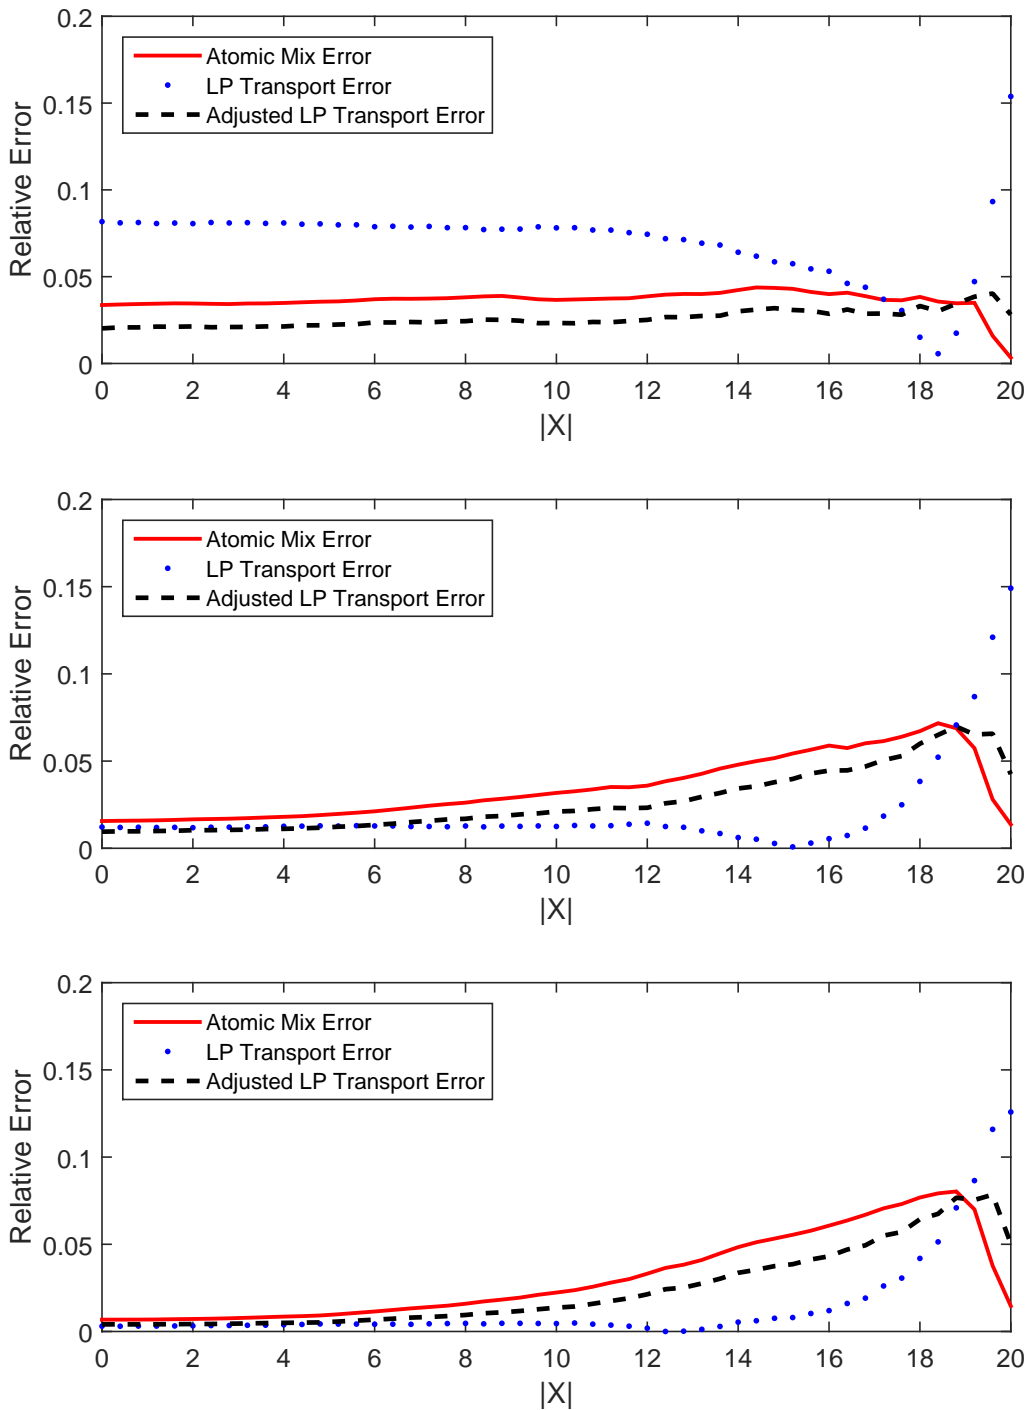 0.2
0.15
0.1
0.05
0
Relative Error
Atomic Mix Error
LP Transport Error
Adjusted LP Transport Error
0 2 4 6 8 10 12 14 16 18 20
|X|
0.2
0.15
0.1
0.05
0
Relative Error
Atomic Mix Error
LP Transport Error
Adjusted LP Transport Error
0 2 4 6 8 10 12 14 16 18 20
|X|
0.2
0.15
0.1
0.05
0
Relative Error
Atomic Mix Error
LP Transport Error
Adjusted LP Transport Error
0 2 4 6 8 10 12 14 16 18 20
|X|